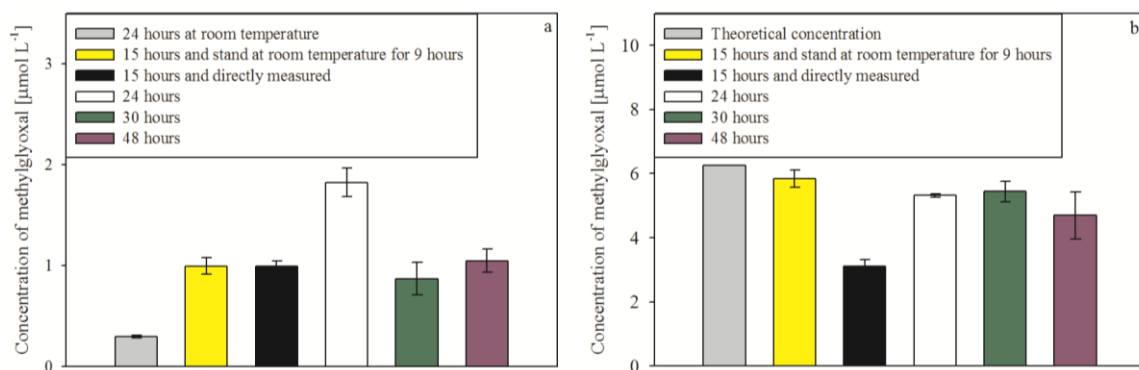 a
24 hours at room temperature
15 hours and stand at room temperature for 9 hours
15 hours and directly measured
24 hours
30 hours
48 hours
Concentration of methylglyoxal [µmol L⁻¹]
3
2
1
0
b
Theoretical concentration
15 hours and stand at room temperature for 9 hours
15 hours and directly measured
24 hours
30 hours
48 hours
Concentration of methylglyoxal [µmol L⁻¹]
10
8
6
4
2
0